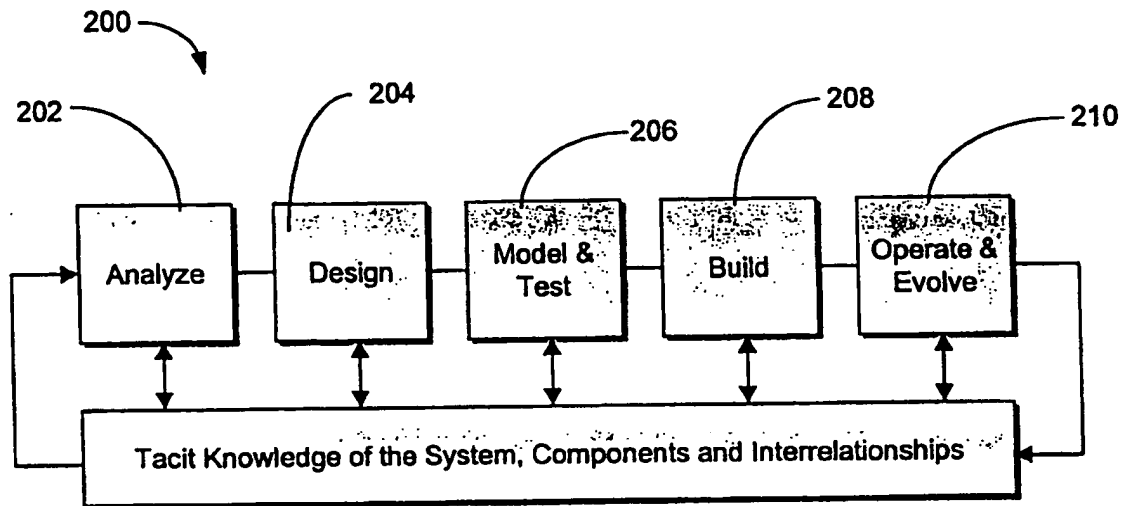 200
202
204
206
208
210
Analyze
Design
Model &
Test
Build
Operate &
Evolve
Tacit Knowledge of the System, Components and Interrelationships